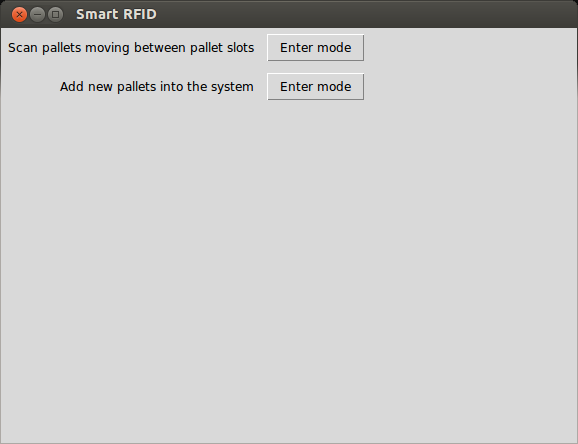 Smart RFID
Scan pallets moving between pallet slots Enter mode
Add new pallets into the system Enter mode